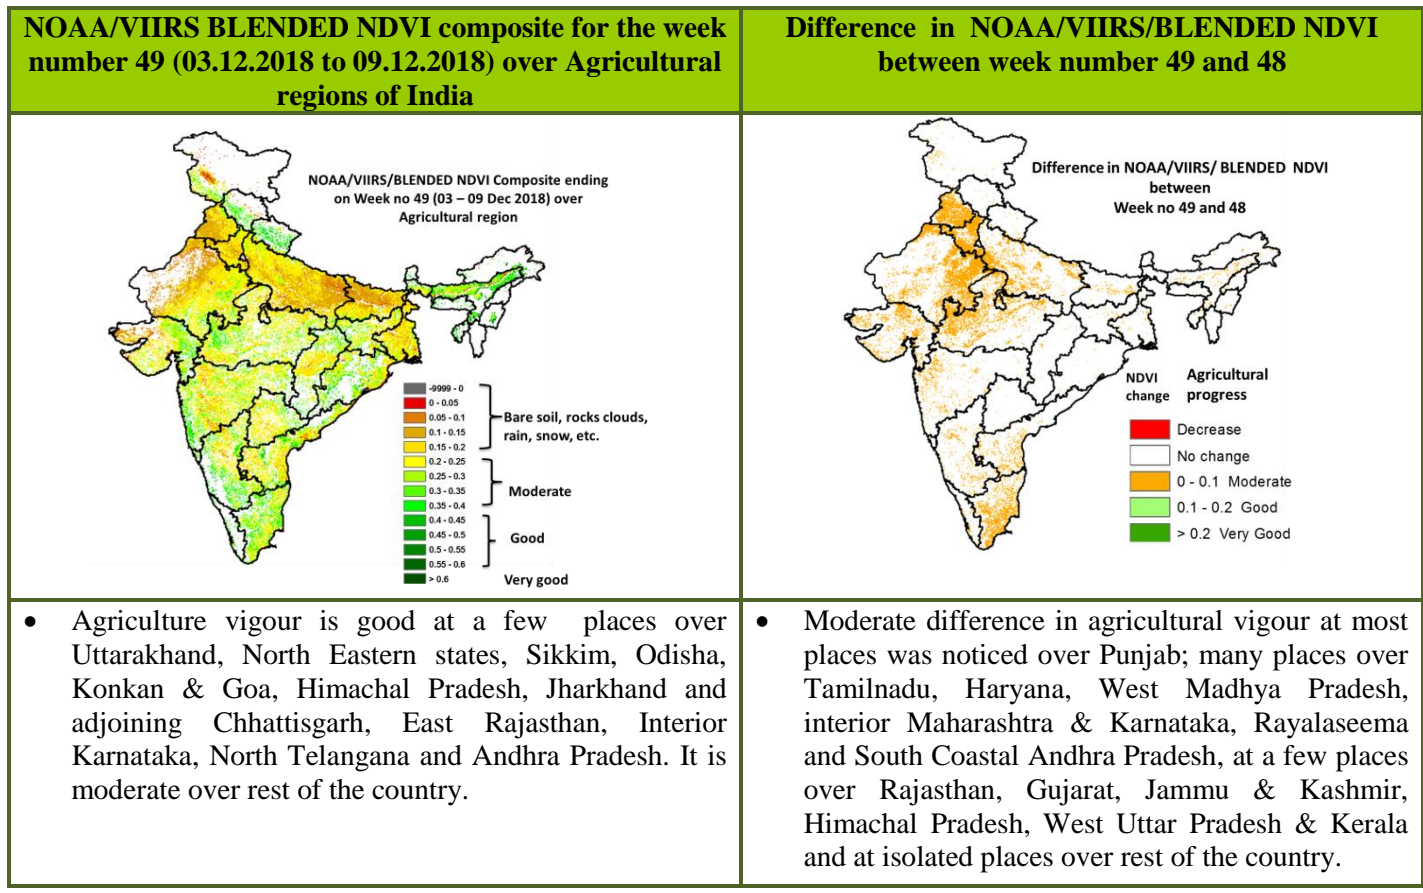 NOAA/VIIRS BLENDED NDVI composite for the week
number 49 (03.12.2018 to 09.12.2018) over Agricultural
regions of India
Difference in NOAA/VIIRS/BLENDED NDVI
between week number 49 and 48
NOAA/VIIRS/BLENDED NDVI Composite ending
on Week no 49 (03 – 09 Dec 2018) over
Agricultural region
-9999 - 0
0 - 0.05
0.05 - 0.1
0.1 - 0.15
0.15 - 0.2
0.2 - 0.25
0.25 - 0.3
0.3 - 0.35
0.35 - 0.4
0.4 - 0.45
0.45 - 0.5
0.5 - 0.55
0.55 - 0.6
> 0.6
Bare soil, rocks clouds,
rain, snow, etc.
Moderate
Good
Very good
Difference in NOAA/VIIRS/ BLENDED NDVI
between
Week no 49 and 48
NDVI
change
Agricultural
progress
Decrease
No change
0 - 0.1 Moderate
0.1 - 0.2 Good
> 0.2 Very Good
• Agriculture vigour is good at a few places over
Uttarakhand, North Eastern states, Sikkim, Odisha,
Konkan & Goa, Himachal Pradesh, Jharkhand and
adjoining Chhattisgarh, East Rajasthan, Interior
Karnataka, North Telangana and Andhra Pradesh. It is
moderate over rest of the country.
• Moderate difference in agricultural vigour at most
places was noticed over Punjab; many places over
Tamilnadu, Haryana, West Madhya Pradesh,
interior Maharashtra & Karnataka, Rayalaseema
and South Coastal Andhra Pradesh, at a few places
over Rajasthan, Gujarat, Jammu & Kashmir,
Himachal Pradesh, West Uttar Pradesh & Kerala
and at isolated places over rest of the country.